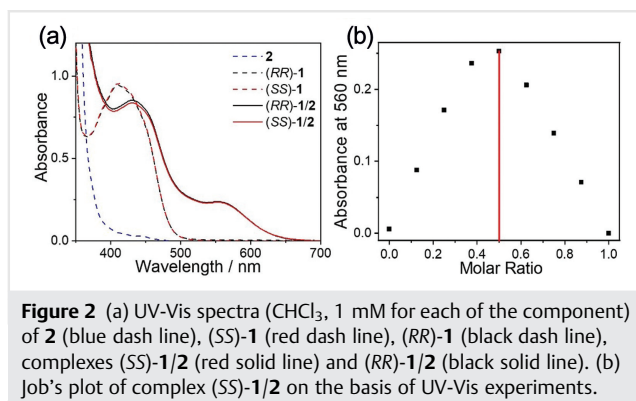 (a)
1.0
0.5
0.0
Absorbance
400 500 600 700
Wavelength / nm
2
(RR)-1
(SS)-1
(RR)-1/2
(SS)-1/2
(b)
0.2
0.1
0.0
Absorbance at 560 nm
0.0 0.2 0.4 0.6 0.8 1.0
Molar Ratio
Figure 2 (a) UV-Vis spectra (CHCl₃, 1 mM for each of the component)
of 2 (blue dash line), (SS)-1 (red dash line), (RR)-1 (black dash line),
complexes (SS)-1/2 (red solid line) and (RR)-1/2 (black solid line). (b)
Job's plot of complex (SS)-1/2 on the basis of UV-Vis experiments.